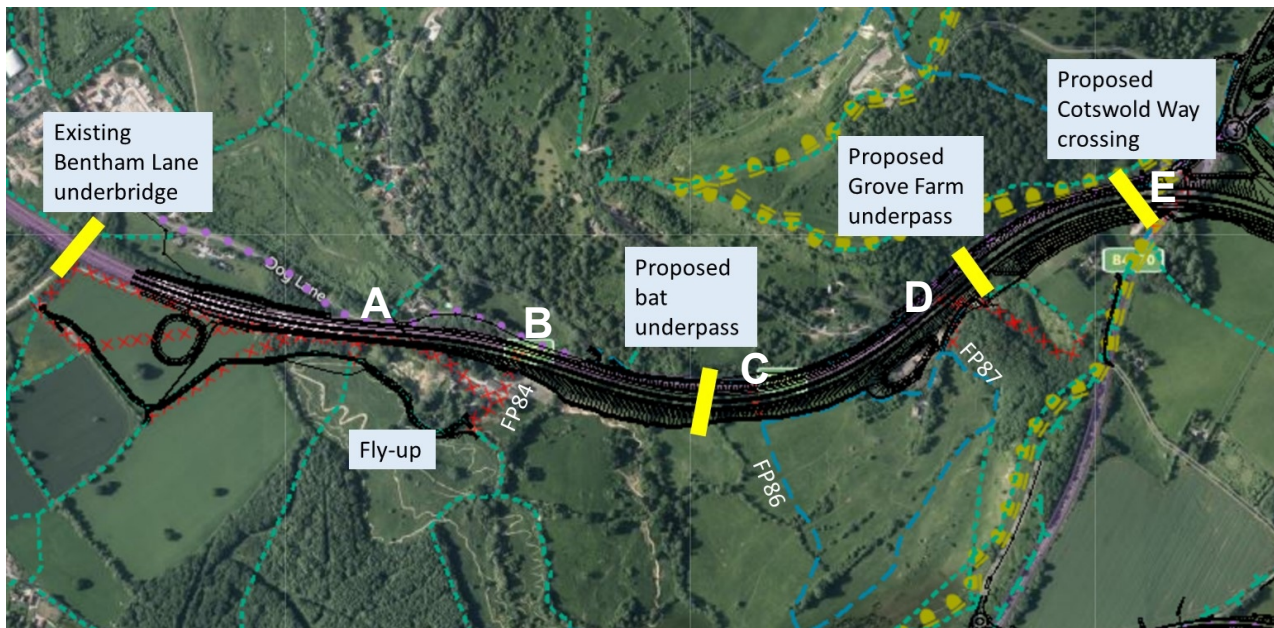 Existing
Bentham Lane
underbridge
Proposed
Cotswold Way
crossing
Proposed
Grove Farm
underpass
Proposed
bat
underpass
Dog Lane
A
B
C
D
E
FP84
FP86
FP87
Fly-up